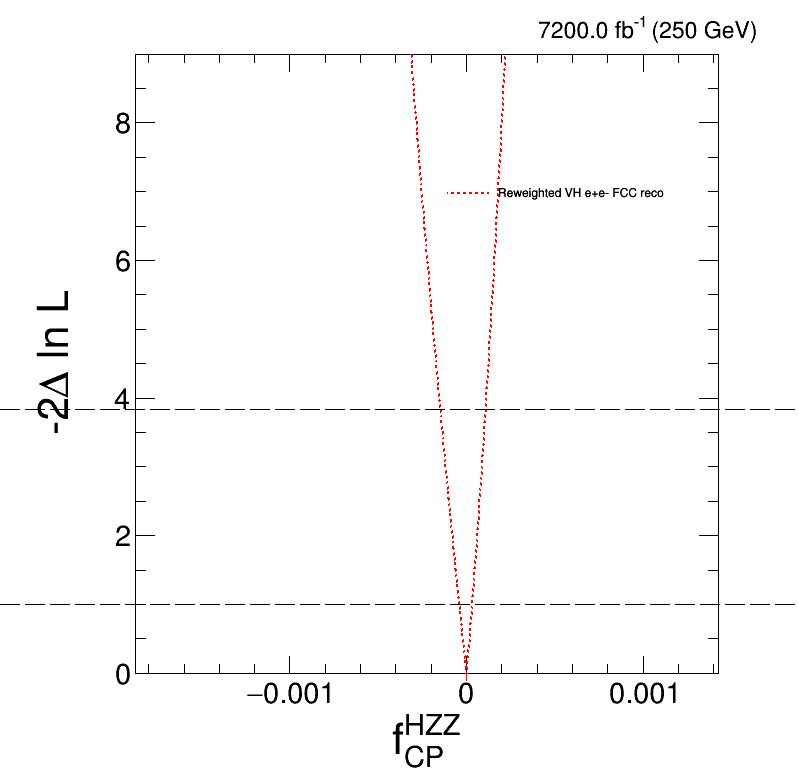 7200.0 fb⁻¹ (250 GeV)
8
Reweighted VH e+e- FCC reco
6
-2Δ ln L
4
2
0
−0.001 0 0.001
f_CP^HZZ